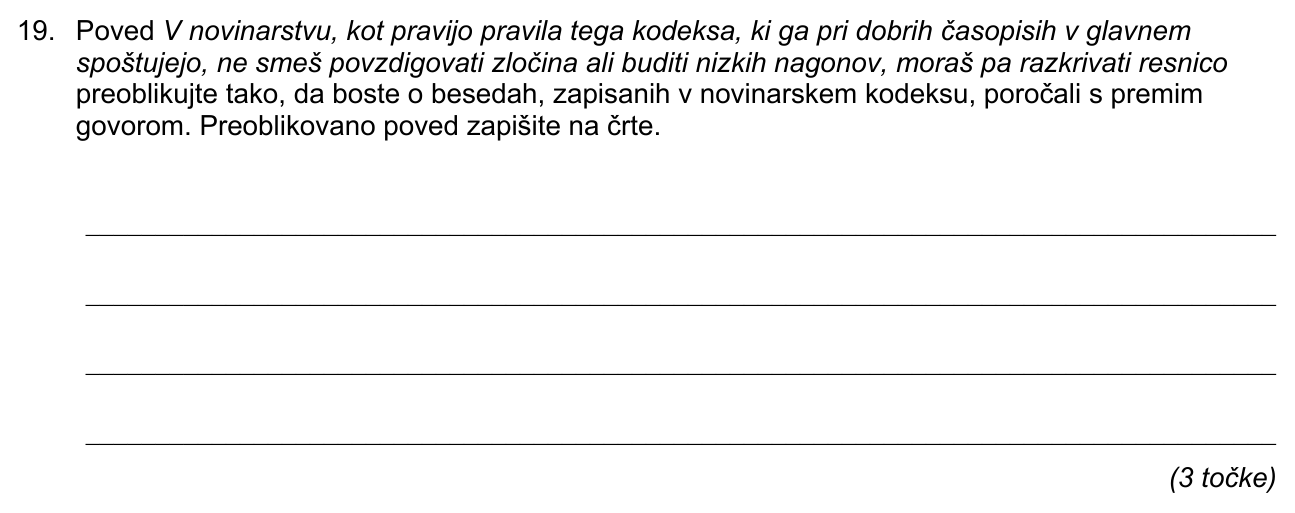 19. Poved V novinarstvu, kot pravijo pravila tega kodeksa, ki ga pri dobrih časopisih v glavnem
spoštujejo, ne smeš povzdigovati zločina ali buditi nizkih nagonov, moraš pa razkrivati resnico
preoblikujte tako, da boste o besedah, zapisanih v novinarskem kodeksu, poročali s premim
govorom. Preoblikovano poved zapišite na črte.
(3 točke)